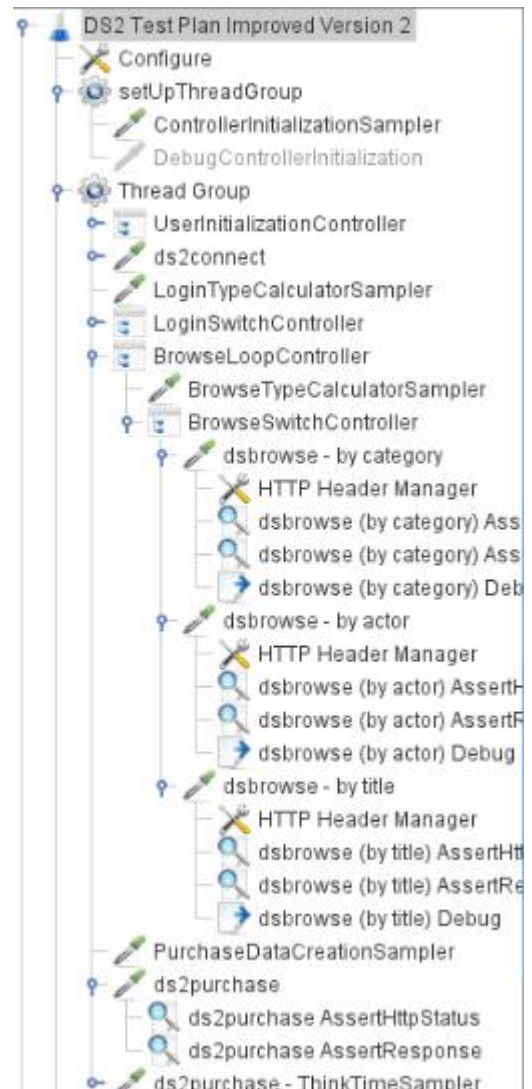 DS2 Test Plan Improved Version 2
Configure
setUpThreadGroup
ControllerInitializationSampler
DebugControllerInitialization
Thread Group
UserInitializationController
ds2connect
LoginTypeCalculatorSampler
LoginSwitchController
BrowseLoopController
BrowseTypeCalculatorSampler
BrowseSwitchController
dsbrowse - by category
HTTP Header Manager
dsbrowse (by category) Ass
dsbrowse (by category) Ass
dsbrowse (by category) Deb
dsbrowse - by actor
HTTP Header Manager
dsbrowse (by actor) AssertH
dsbrowse (by actor) AssertR
dsbrowse (by actor) Debug
dsbrowse - by title
HTTP Header Manager
dsbrowse (by title) AssertHtt
dsbrowse (by title) AssertRe
dsbrowse (by title) Debug
PurchaseDataCreationSampler
ds2purchase
ds2purchase AssertHttpStatus
ds2purchase AssertResponse
ds2purchase - ThinkTimeSampler